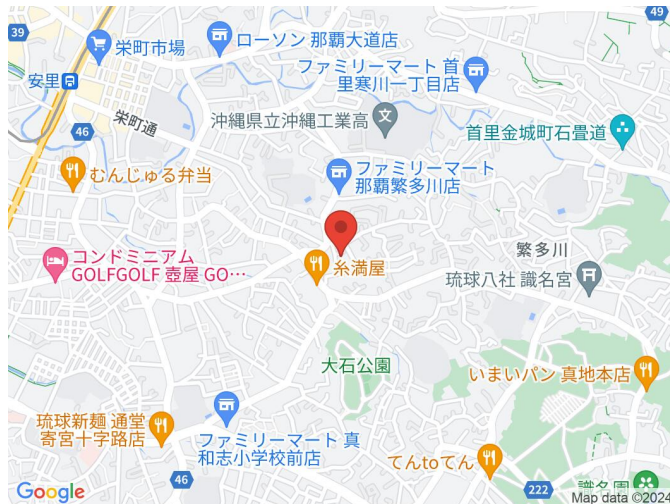 39
栄町市場
ローソン 那覇大道店
49
ファミリーマート 首
里寒川一丁目店
安里
栄町通
46
沖縄県立沖縄工業高
首里金城町石畳道
むんじゅる弁当
ファミリーマート
那覇繁多川店
コンドミニアム
GOLFGOLF 壺屋 GO…
糸満屋
繁多川
琉球八社 識名宮
大石公園
いまいパン 真地本店
琉球新麺 通堂
寄宮十字路店
ファミリーマート 真
和志小学校前店
てんtoてん
46
222
識名園
Google
Map data ©2024